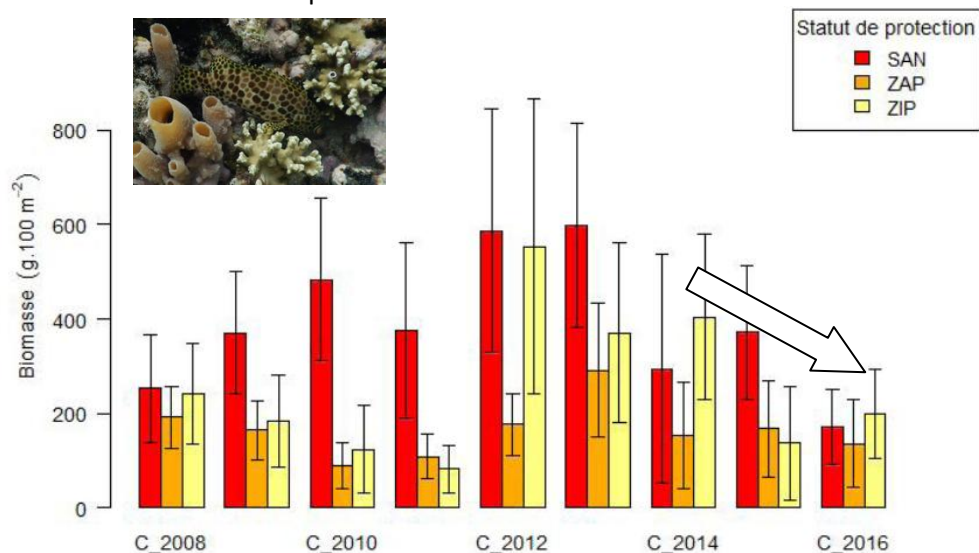 Statut de protection
SAN
ZAP
ZIP
Biomasse (g.100 m⁻²)
800
600
400
200
0
C_2008
C_2010
C_2012
C_2014
C_2016